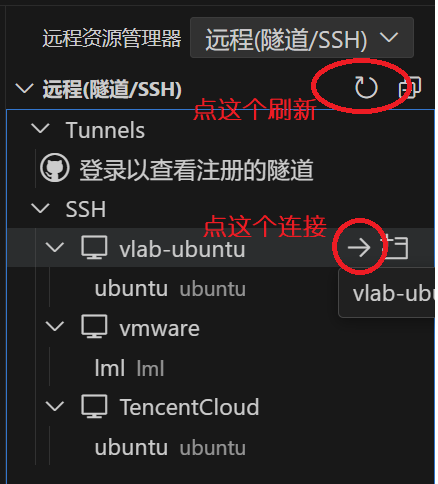 远程资源管理器 远程(隧道/SSH)
远程(隧道/SSH)
点这个刷新
Tunnels
登录以查看注册的隧道
SSH
点这个连接
vlab-ubuntu
ubuntu ubuntu
vlab-ub
vmware
lml lml
TencentCloud
ubuntu ubuntu